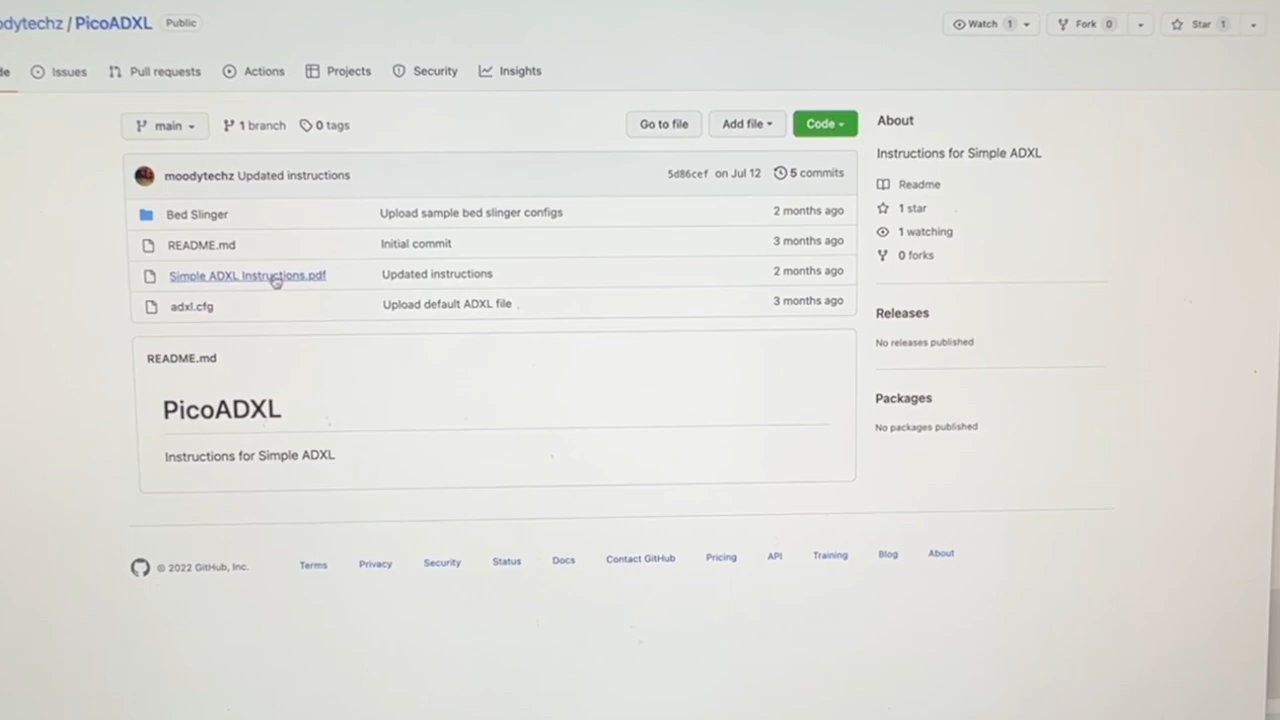 odytechz / PicoADXL Public Watch 1 Fork 0 Star 1
de Issues Pull requests Actions Projects Security Insights
main 1 branch 0 tags Go to file Add file Code
moodytechz Updated instructions 5d86cef on Jul 12 5 commits
Bed Slinger Upload sample bed slinger configs 2 months ago
README.md Initial commit 3 months ago
Simple ADXL Instructions.pdf Updated instructions 2 months ago
adxl.cfg Upload default ADXL file 3 months ago
README.md
PicoADXL
Instructions for Simple ADXL
About
Instructions for Simple ADXL
Readme
1 star
1 watching
0 forks
Releases
No releases published
Packages
No packages published
© 2022 GitHub, Inc. Terms Privacy Security Status Docs Contact GitHub Pricing API Training Blog About